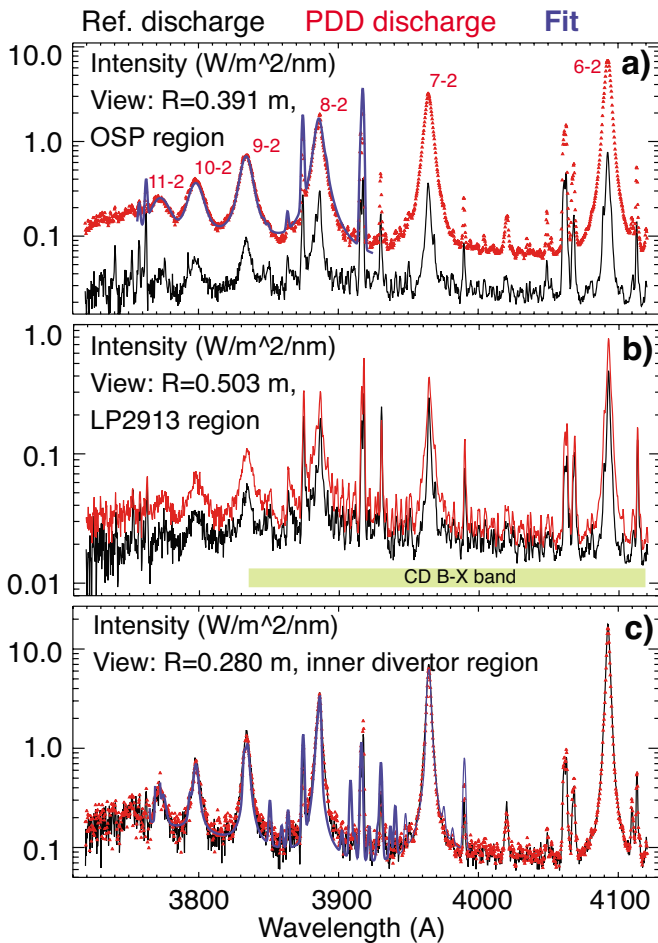 Ref. discharge PDD discharge Fit
10.0
1.0
0.1
Intensity (W/m^2/nm)
View: R=0.391 m,
OSP region
a)
11-2
10-2
9-2
8-2
7-2
6-2
1.0
0.1
0.01
Intensity (W/m^2/nm)
View: R=0.503 m,
LP2913 region
b)
CD B-X band
10.0
1.0
0.1
Intensity (W/m^2/nm)
View: R=0.280 m, inner divertor region
c)
3800 3900 4000 4100
Wavelength (A)